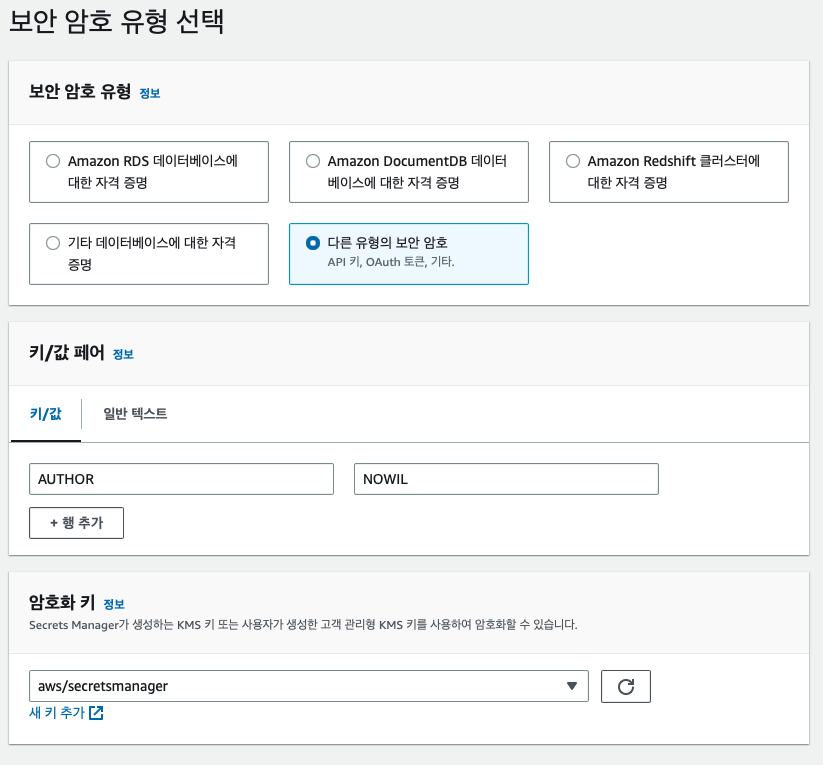 보안 암호 유형 선택
보안 암호 유형 정보
Amazon RDS 데이터베이스에
대한 자격 증명
Amazon DocumentDB 데이터
베이스에 대한 자격 증명
Amazon Redshift 클러스터에
대한 자격 증명
기타 데이터베이스에 대한 자격
증명
다른 유형의 보안 암호
API 키, OAuth 토큰, 기타.
키/값 페어 정보
키/값
일반 텍스트
AUTHOR
NOWIL
+ 행 추가
암호화 키 정보
Secrets Manager가 생성하는 KMS 키 또는 사용자가 생성한 고객 관리형 KMS 키를 사용하여 암호화할 수 있습니다.
aws/secretsmanager
새 키 추가